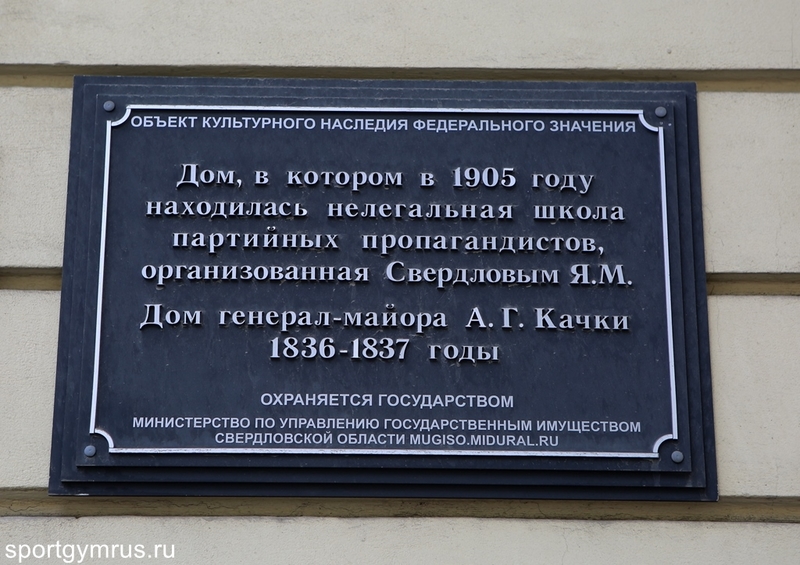 ОБЪЕКТ КУЛЬТУРНОГО НАСЛЕДИЯ ФЕДЕРАЛЬНОГО ЗНАЧЕНИЯ
Дом, в котором в 1905 году
находилась нелегальная школа
партийных пропагандистов,
организованная Свердловым Я.М.
Дом генерал-майора А. Г. Качки
1836-1837 годы
ОХРАНЯЕТСЯ ГОСУДАРСТВОМ
МИНИСТЕРСТВО ПО УПРАВЛЕНИЮ ГОСУДАРСТВЕННЫМ ИМУЩЕСТВОМ
СВЕРДЛОВСКОЙ ОБЛАСТИ MUGISO.MIDURAL.RU
sportgymrus.ru